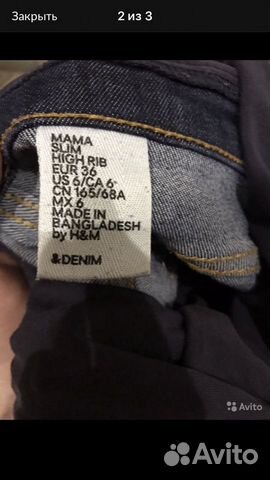 Закрыть
2 из 3
MAMA
SLIM
HIGH RIB
EUR 36
US 6/CA 6
CN 165/68A
MX 6
MADE IN
BANGLADESH
by H&M
&DENIM
Avito
Avito